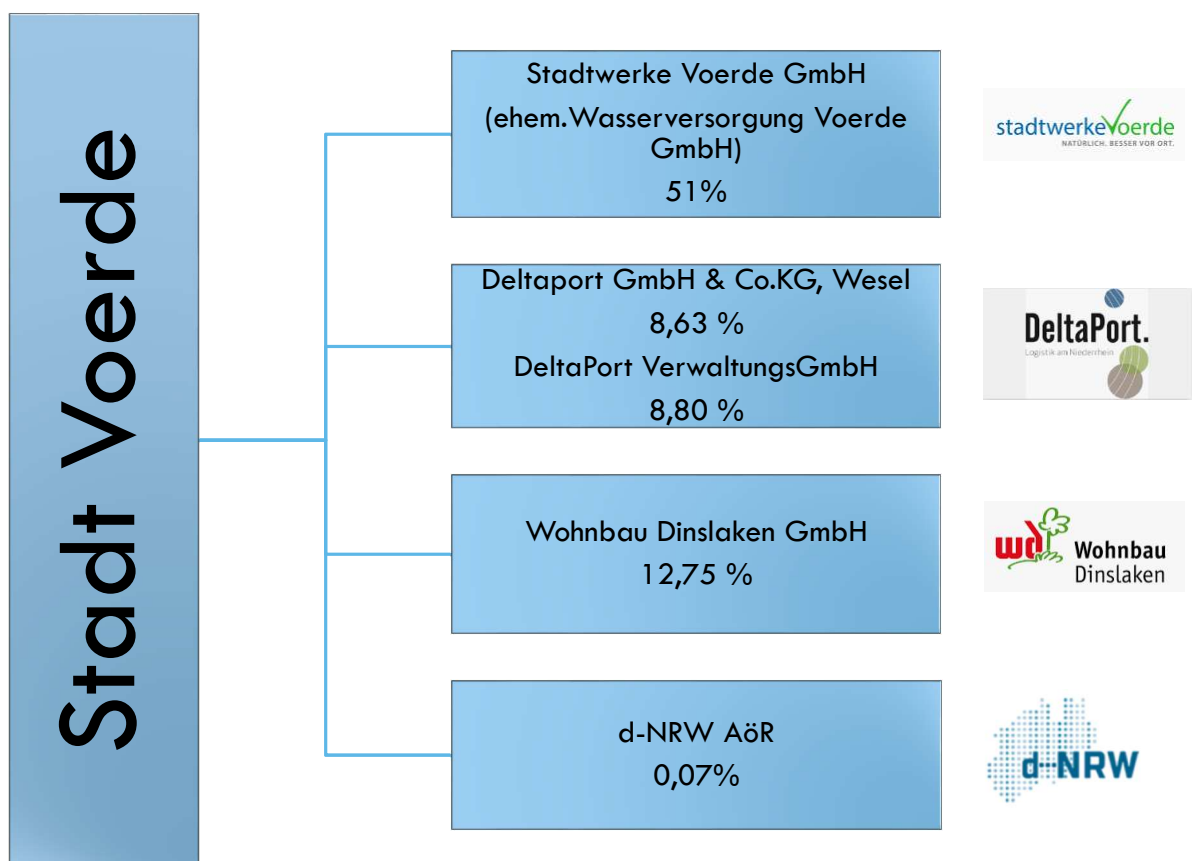 Stadt Voerde
Stadtwerke Voerde GmbH
(ehem.Wasserversorgung Voerde
GmbH)
51%
stadtwerkeVoerde
NATÜRLICH. BESSER VOR ORT.
Deltaport GmbH & Co.KG, Wesel
8,63 %
DeltaPort VerwaltungsGmbH
8,80 %
DeltaPort.
Logistik am Niederrhein
Wohnbau Dinslaken GmbH
12,75 %
wd
Wohnbau
Dinslaken
d-NRW AöR
0,07%
d-NRW